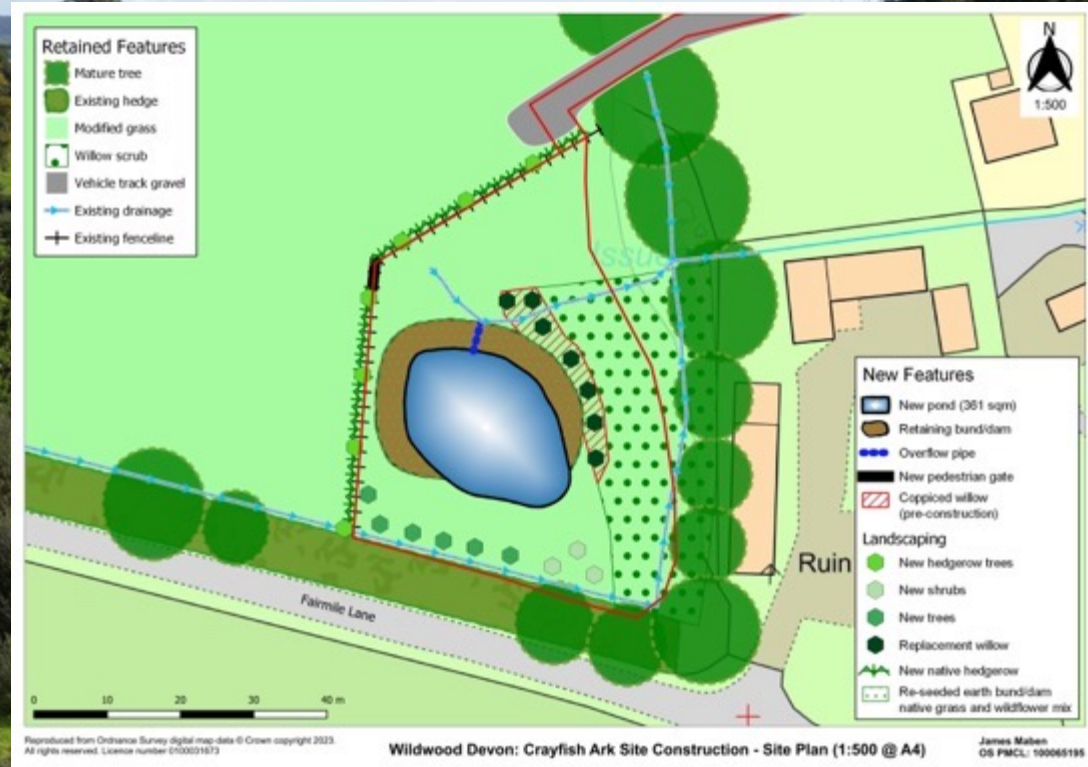 Retained Features
Mature tree
Existing hedge
Modified grass
Willow scrub
Vehicle track gravel
Existing drainage
Existing fenceline
N
1:500
Issue
Ruin
Fairmile Lane
New Features
New pond (361 sqm)
Retaining bund/dam
Overflow pipe
New pedestrian gate
Coppiced willow
(pre-construction)
Landscaping
New hedgerow trees
New shrubs
New trees
Replacement willow
New native hedgerow
Re-seeded earth bund/dam
native grass and wildflower mix
0 10 20 30 40 m
Reproduced from Ordnance Survey digital map data © Crown copyright 2023.
All rights reserved. Licence number 0100031673
Wildwood Devon: Crayfish Ark Site Construction - Site Plan (1:500 @ A4)
James Maben
OS PMCL: 100065195